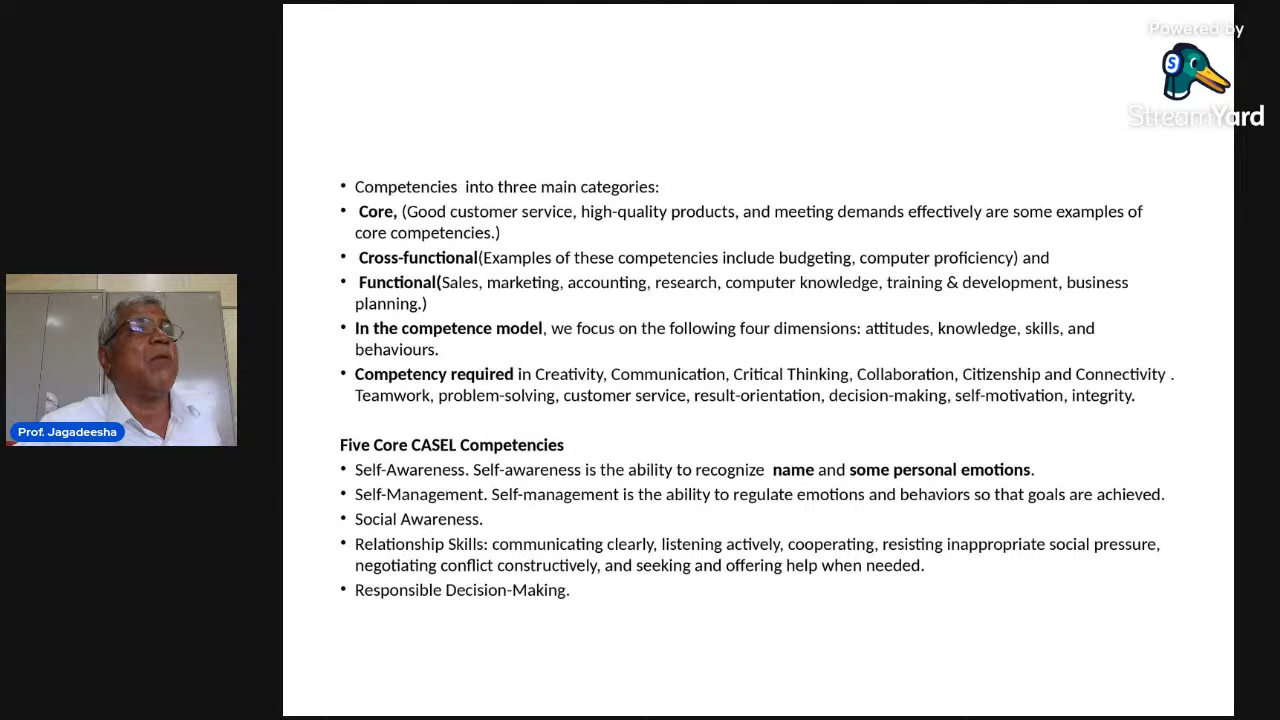 Powered by
StreamYard
• Competencies  into three main categories:
•  Core, (Good customer service, high-quality products, and meeting demands effectively are some examples of
core competencies.)
•  Cross-functional(Examples of these competencies include budgeting, computer proficiency) and
•  Functional(Sales, marketing, accounting, research, computer knowledge, training & development, business
planning.)
• In the competence model, we focus on the following four dimensions: attitudes, knowledge, skills, and
behaviours.
• Competency required in Creativity, Communication, Critical Thinking, Collaboration, Citizenship and Connectivity .
Teamwork, problem-solving, customer service, result-orientation, decision-making, self-motivation, integrity.
Five Core CASEL Competencies
• Self-Awareness. Self-awareness is the ability to recognize  name and some personal emotions.
• Self-Management. Self-management is the ability to regulate emotions and behaviors so that goals are achieved.
• Social Awareness.
• Relationship Skills: communicating clearly, listening actively, cooperating, resisting inappropriate social pressure,
negotiating conflict constructively, and seeking and offering help when needed.
• Responsible Decision-Making.
Prof. Jagadeesha